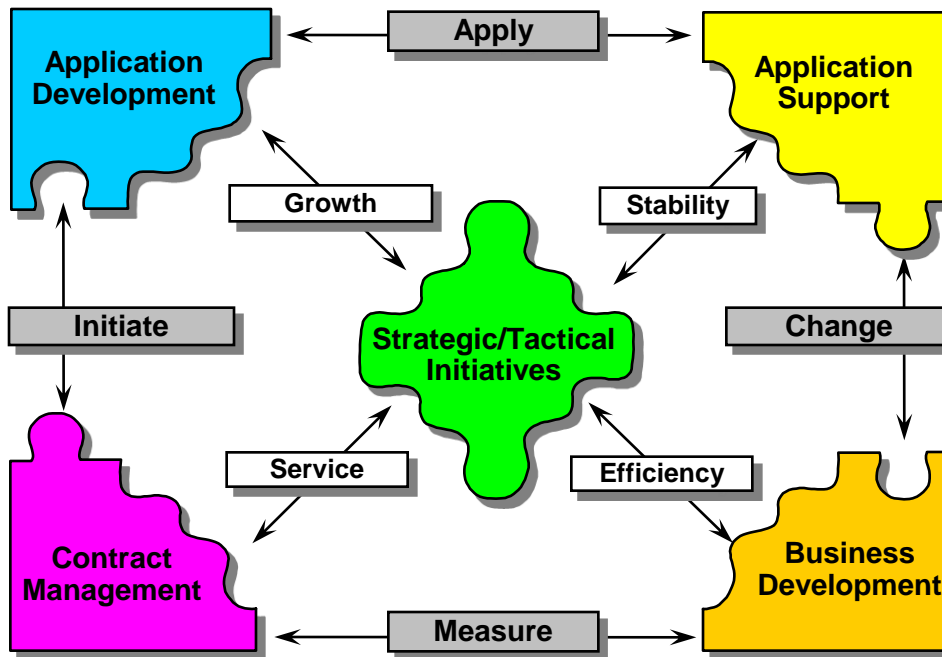 Apply
Application
Development
Application
Support
Growth
Stability
Initiate
Strategic/Tactical
Initiatives
Change
Service
Efficiency
Contract
Management
Business
Development
Measure